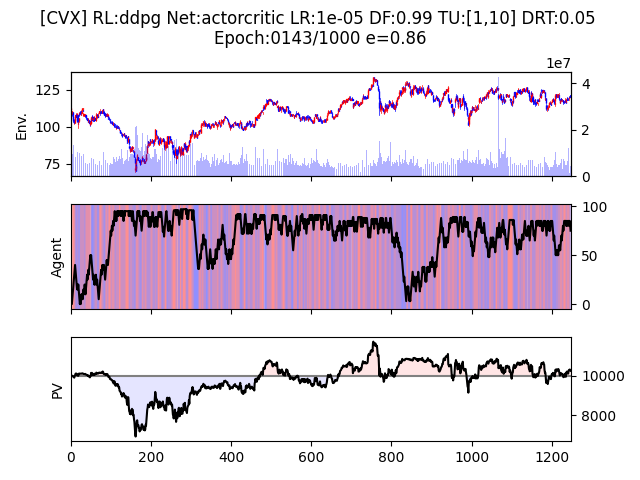 [CVX] RL:ddpg Net:actorcritic LR:1e-05 DF:0.99 TU:[1,10] DRT:0.05
Epoch:0143/1000 e=0.86
1e7
Env.
125
100
75
4
2
0
Agent
100
50
0
PV
10000
8000
0 200 400 600 800 1000 1200